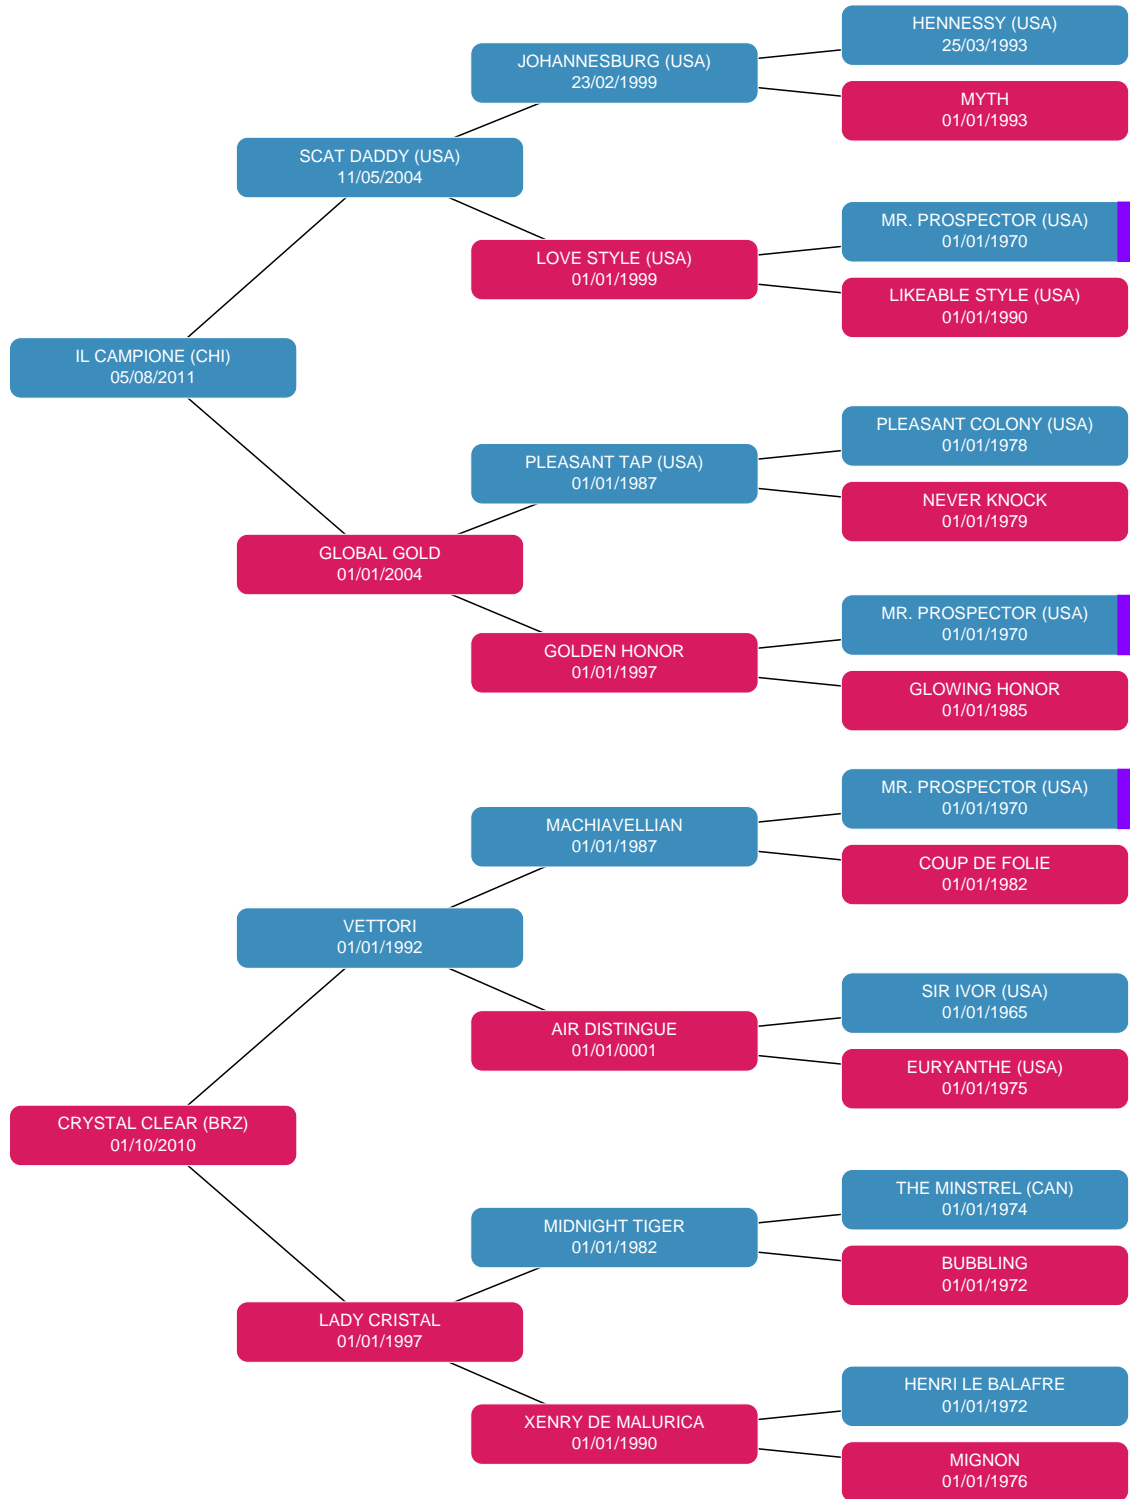 HENNESSY (USA)
25/03/1993
JOHANNESBURG (USA)
23/02/1999
MYTH
01/01/1993
SCAT DADDY (USA)
11/05/2004
MR. PROSPECTOR (USA)
01/01/1970
LOVE STYLE (USA)
01/01/1999
LIKEABLE STYLE (USA)
01/01/1990
IL CAMPIONE (CHI)
05/08/2011
PLEASANT COLONY (USA)
01/01/1978
PLEASANT TAP (USA)
01/01/1987
NEVER KNOCK
01/01/1979
GLOBAL GOLD
01/01/2004
MR. PROSPECTOR (USA)
01/01/1970
GOLDEN HONOR
01/01/1997
GLOWING HONOR
01/01/1985
MR. PROSPECTOR (USA)
01/01/1970
MACHIAVELLIAN
01/01/1987
COUP DE FOLIE
01/01/1982
VETTORI
01/01/1992
SIR IVOR (USA)
01/01/1965
AIR DISTINGUE
01/01/0001
EURYANTHE (USA)
01/01/1975
CRYSTAL CLEAR (BRZ)
01/10/2010
THE MINSTREL (CAN)
01/01/1974
MIDNIGHT TIGER
01/01/1982
BUBBLING
01/01/1972
LADY CRISTAL
01/01/1997
HENRI LE BALAFRE
01/01/1972
XENRY DE MALURICA
01/01/1990
MIGNON
01/01/1976